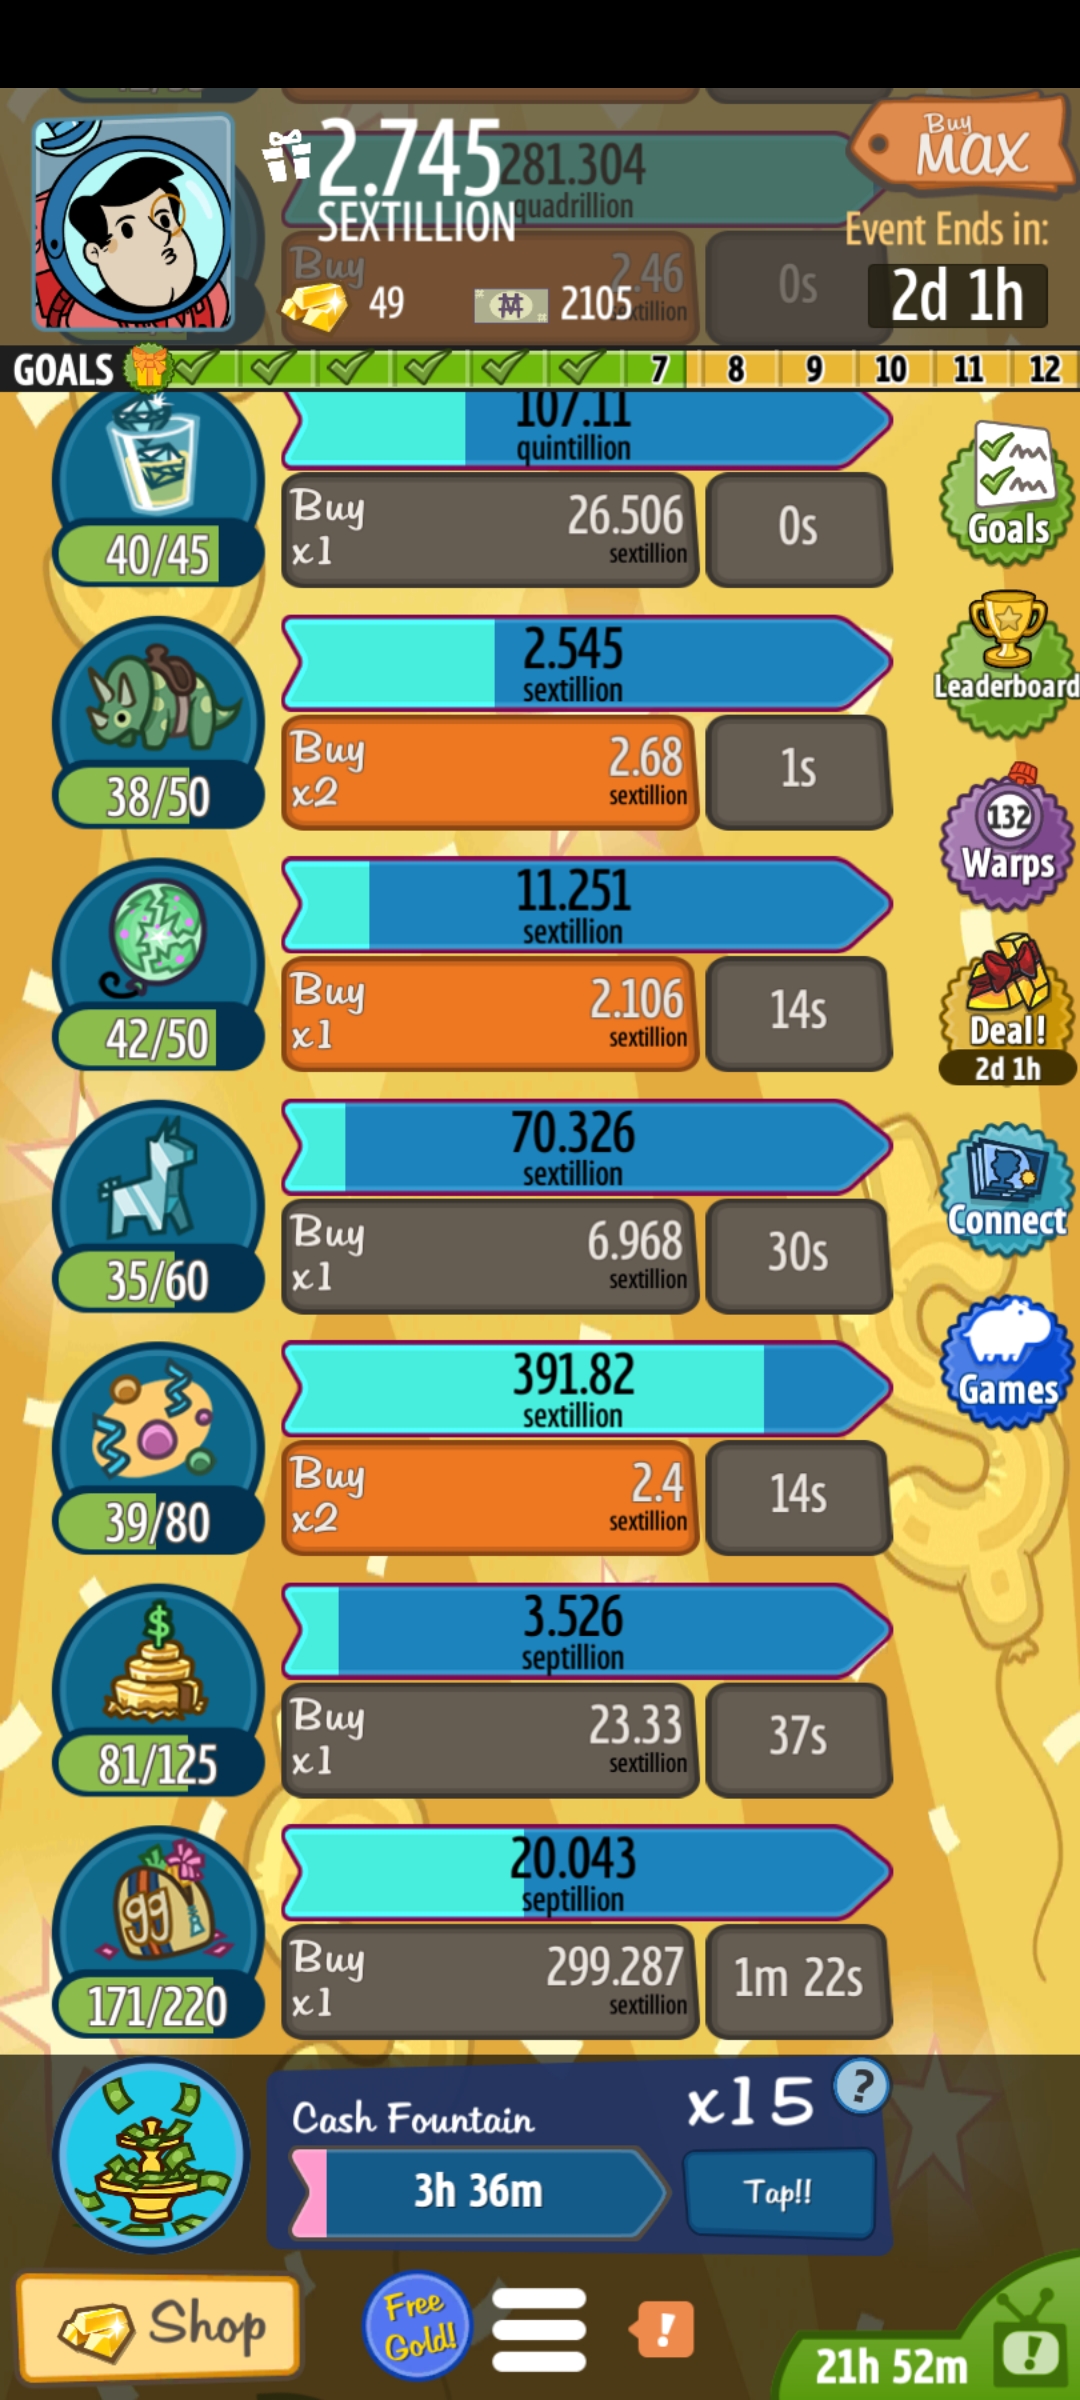 2.745
SEXTILLION
281.304
quadrillion
Buy
MAX
Event Ends in:
2d 1h
Buy
2.46
0s
49
2105
GOALS
7
8
9
10
11
12
107.11
quintillion
Buy
x1
26.506
sextillion
0s
40/45
Goals
2.545
sextillion
Buy
x2
2.68
sextillion
1s
38/50
Leaderboard
132
Warps
11.251
sextillion
Buy
x1
2.106
sextillion
14s
42/50
Deal!
2d 1h
70.326
sextillion
Buy
x1
6.968
sextillion
30s
35/60
Connect
391.82
sextillion
Buy
x2
2.4
sextillion
14s
39/80
Games
$
3.526
septillion
Buy
x1
23.33
sextillion
37s
81/125
99
20.043
septillion
Buy
x1
299.287
sextillion
1m 22s
171/220
Cash Fountain
x15
?
3h 36m
Tap!!
Shop
Free
Gold!
!
21h 52m
!